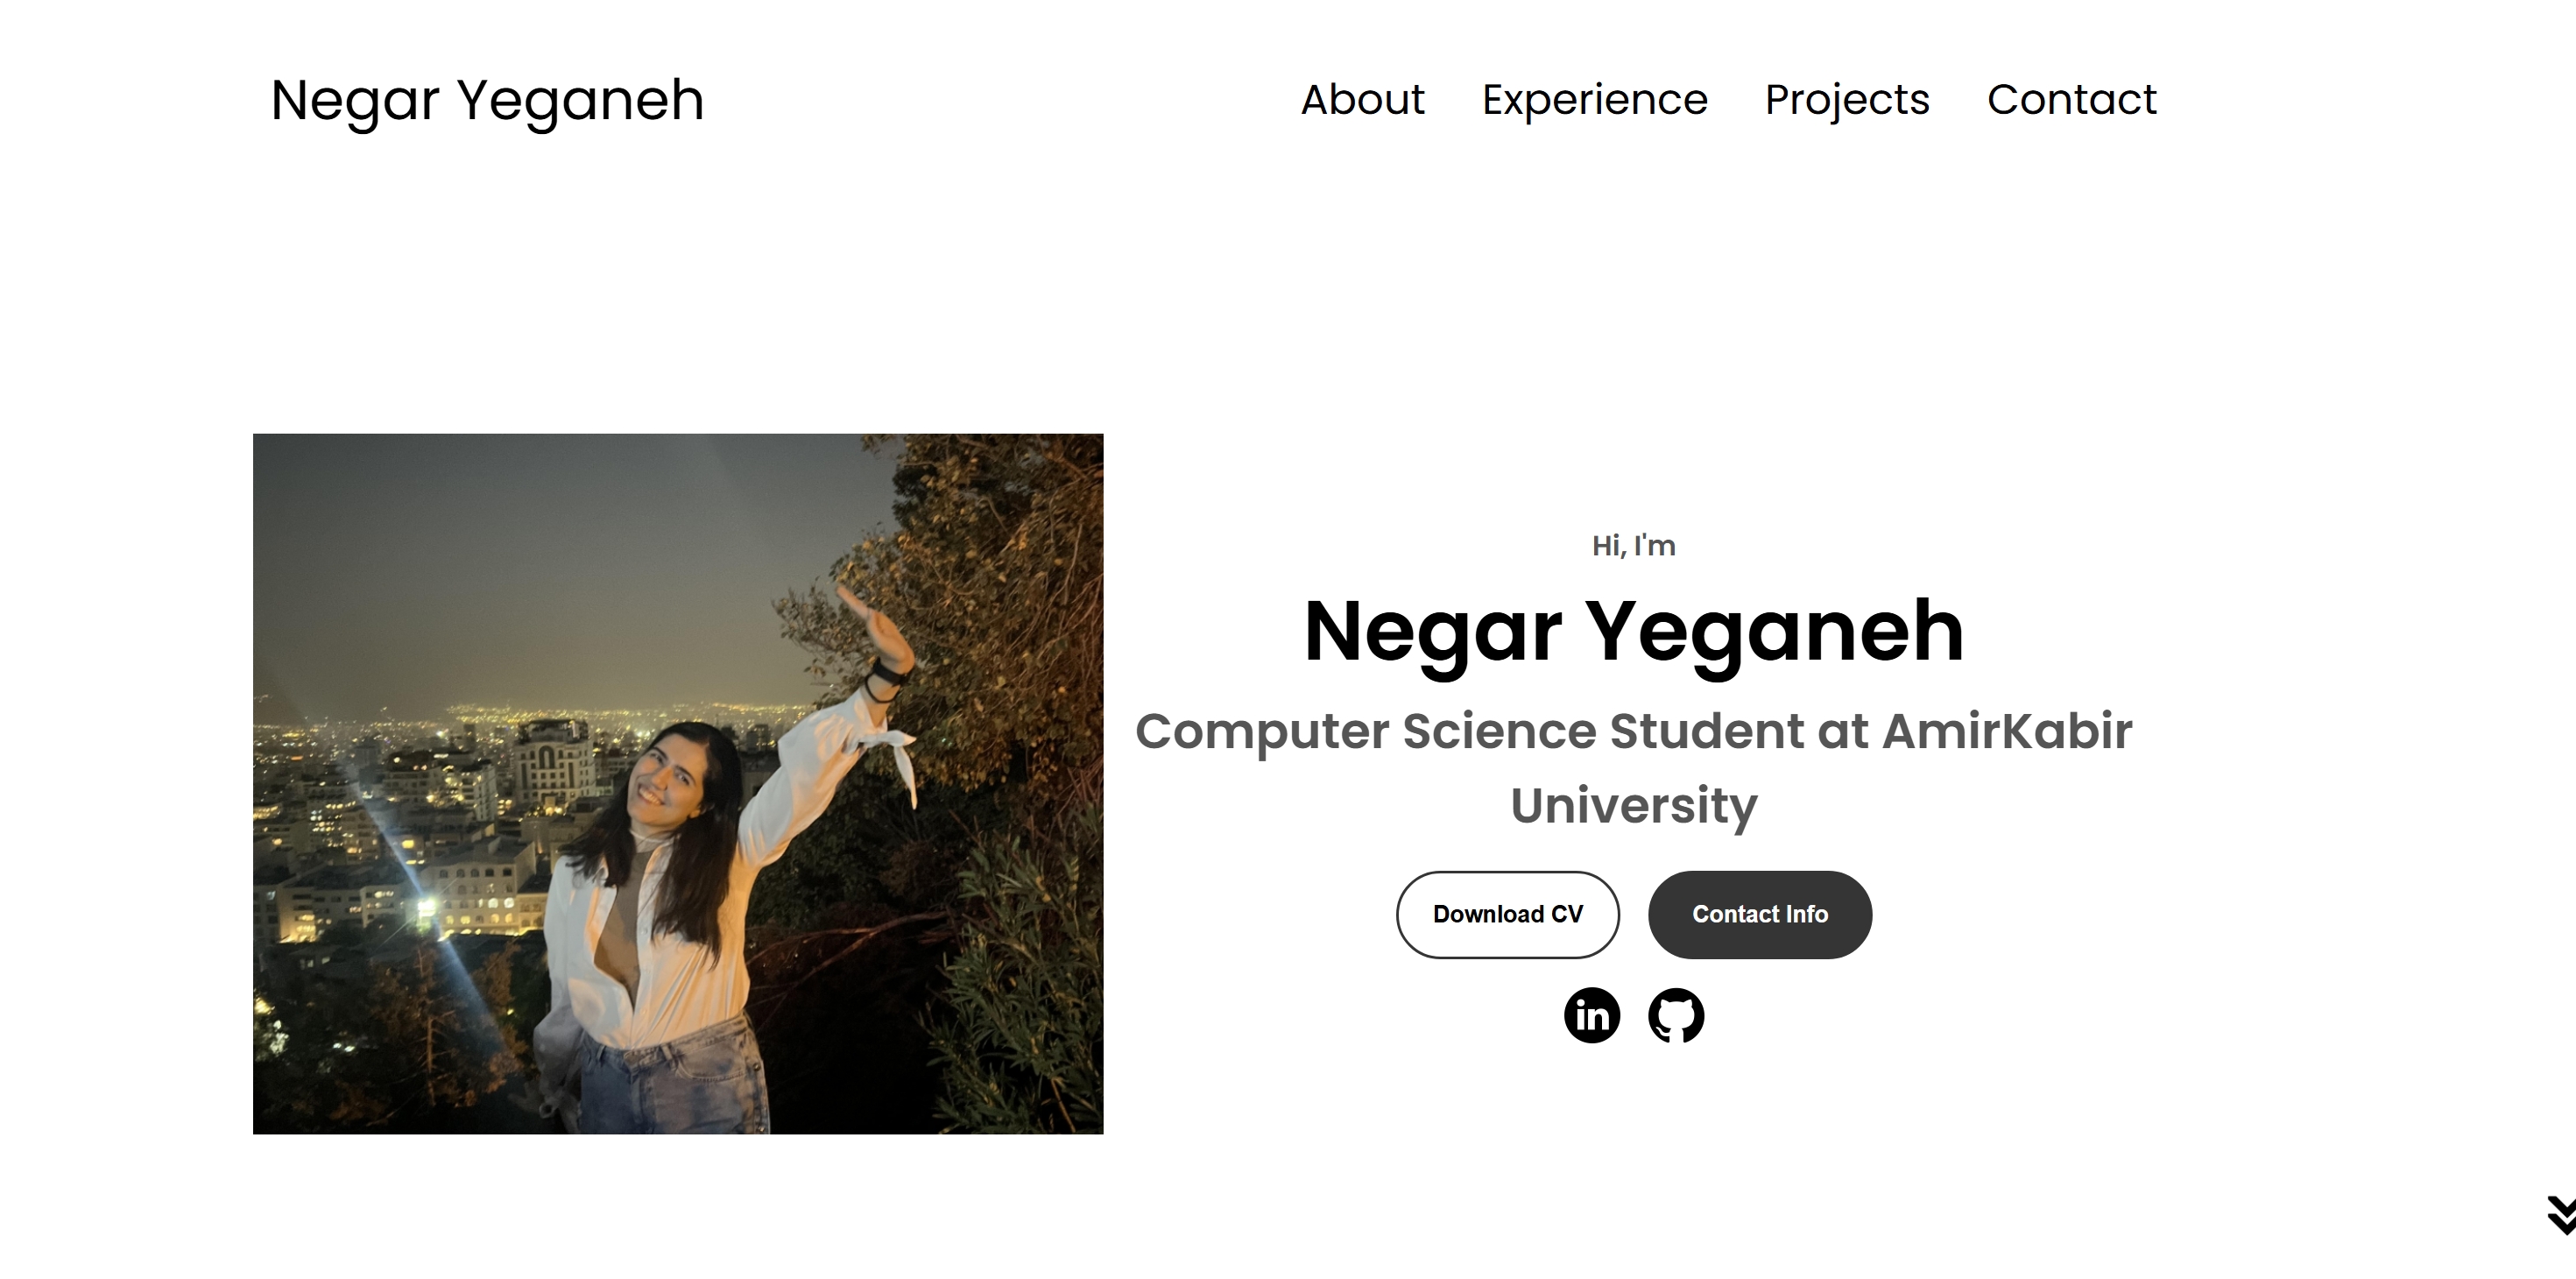 Negar Yeganeh
About Experience Projects Contact
Hi, I'm
Negar Yeganeh
Computer Science Student at AmirKabir
University
Download CV Contact Info
in